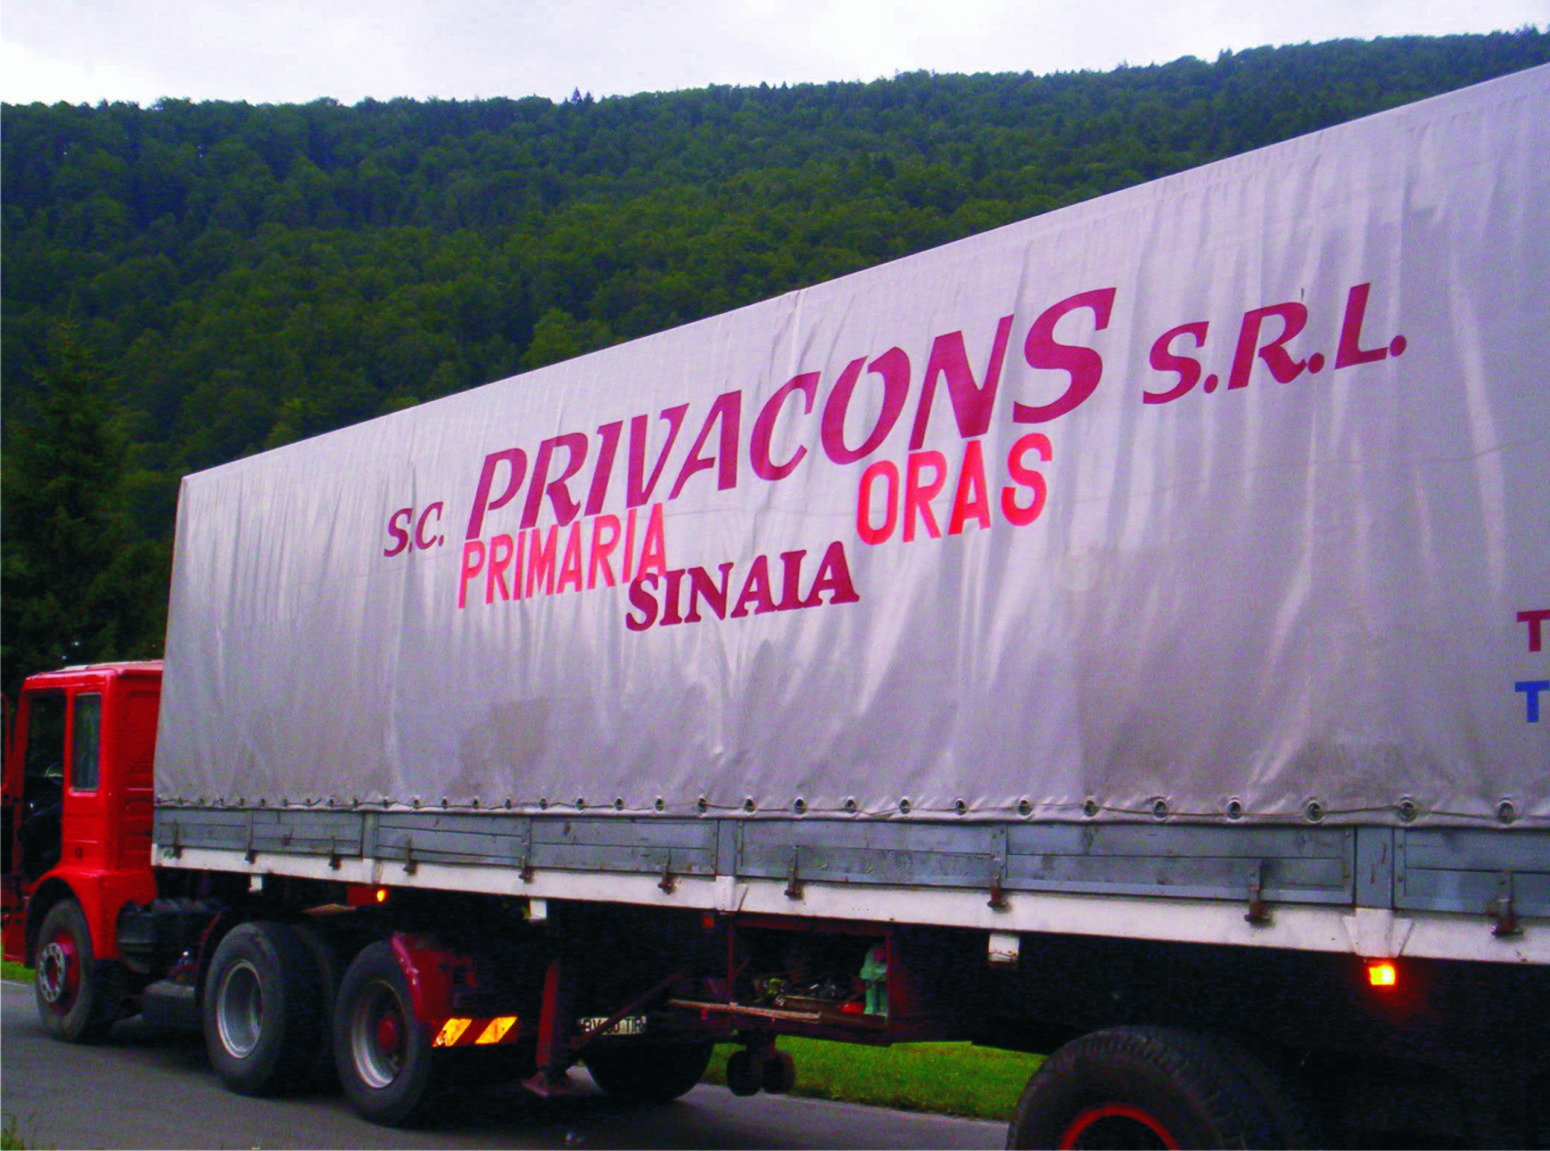 S.C. PRIVACONS S.R.L.
PRIMARIA ORAS
SINAIA
T
T